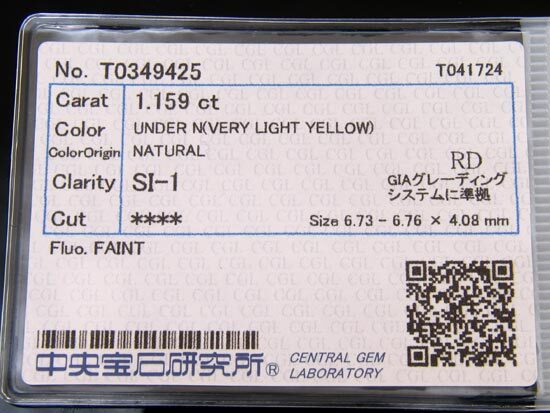 No. T0349425 T041724
Carat 1.159 ct
Color UNDER N(VERY LIGHT YELLOW)
ColorOrigin NATURAL
RD
Clarity SI-1
GIAグレーディング
システムに準拠
Cut **** Size 6.73 - 6.76 × 4.08 mm
Fluo. FAINT
中央宝石研究所® CENTRAL GEM
LABORATORY